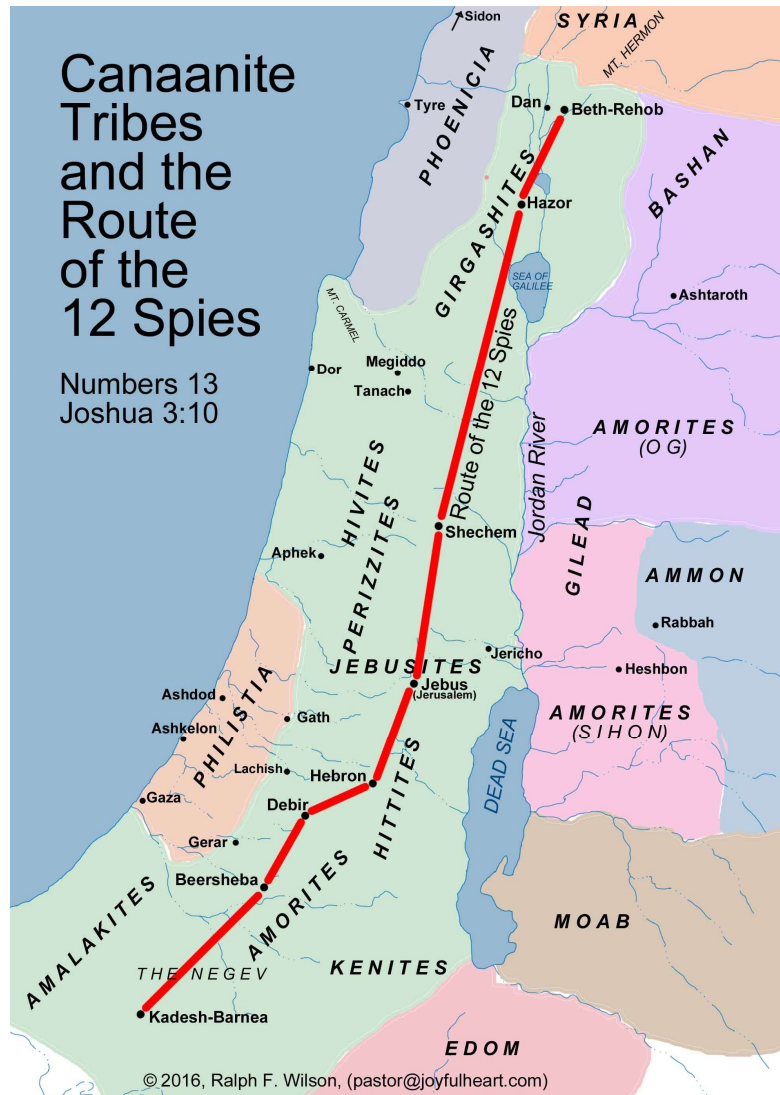 Canaanite
Tribes
and the
Route
of the
12 Spies
Numbers 13
Joshua 3:10
Sidon
SYRIA
MT. HERMON
PHOENICIA
Tyre
Dan
Beth-Rehob
BASHAN
GIRGASHITES
Hazor
SEA OF
GALILEE
Ashtaroth
MT. CARMEL
Dor
Megiddo
Tanach
Route of the 12 Spies
Jordan River
AMORITES
(OG)
HIVITES
PERIZZITES
Shechem
GILEAD
Aphek
AMMON
Rabbah
Jericho
JEBUSITES
Jebus
(Jerusalem)
Heshbon
AMORITES
(SIHON)
Ashdod
PHILISTIA
Ashkelon
Gath
DEAD SEA
Lachish
Hebron
HITTITES
Gaza
Debir
Gerar
Beersheba
AMORITES
AMALAKITES
MOAB
THE NEGEV
KENITES
Kadesh-Barnea
EDOM
© 2016, Ralph F. Wilson, (pastor@joyfulheart.com)